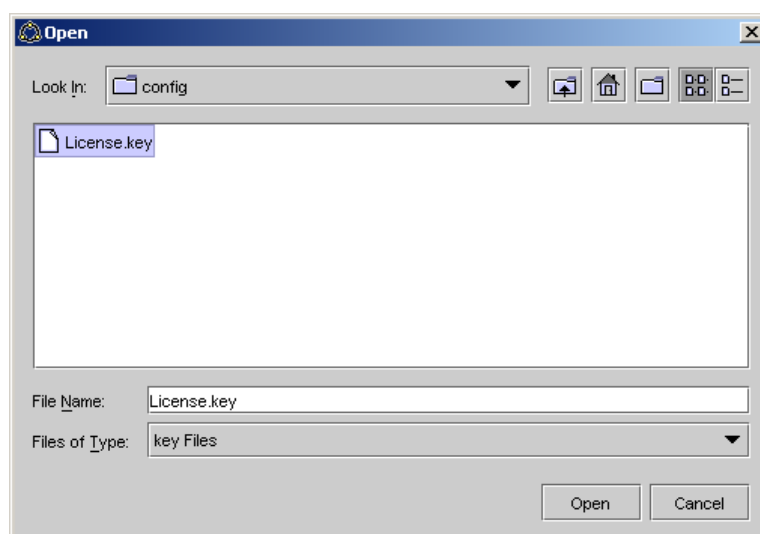 Open
Look In: config
License.key
File Name: License.key
Files of Type: key Files
Open Cancel